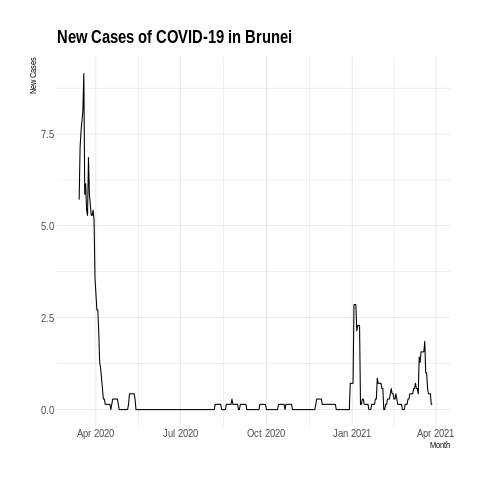 New Cases of COVID-19 in Brunei
New Cases
7.5
5.0
2.5
0.0
Apr 2020 Jul 2020 Oct 2020 Jan 2021 Apr 2021
Month